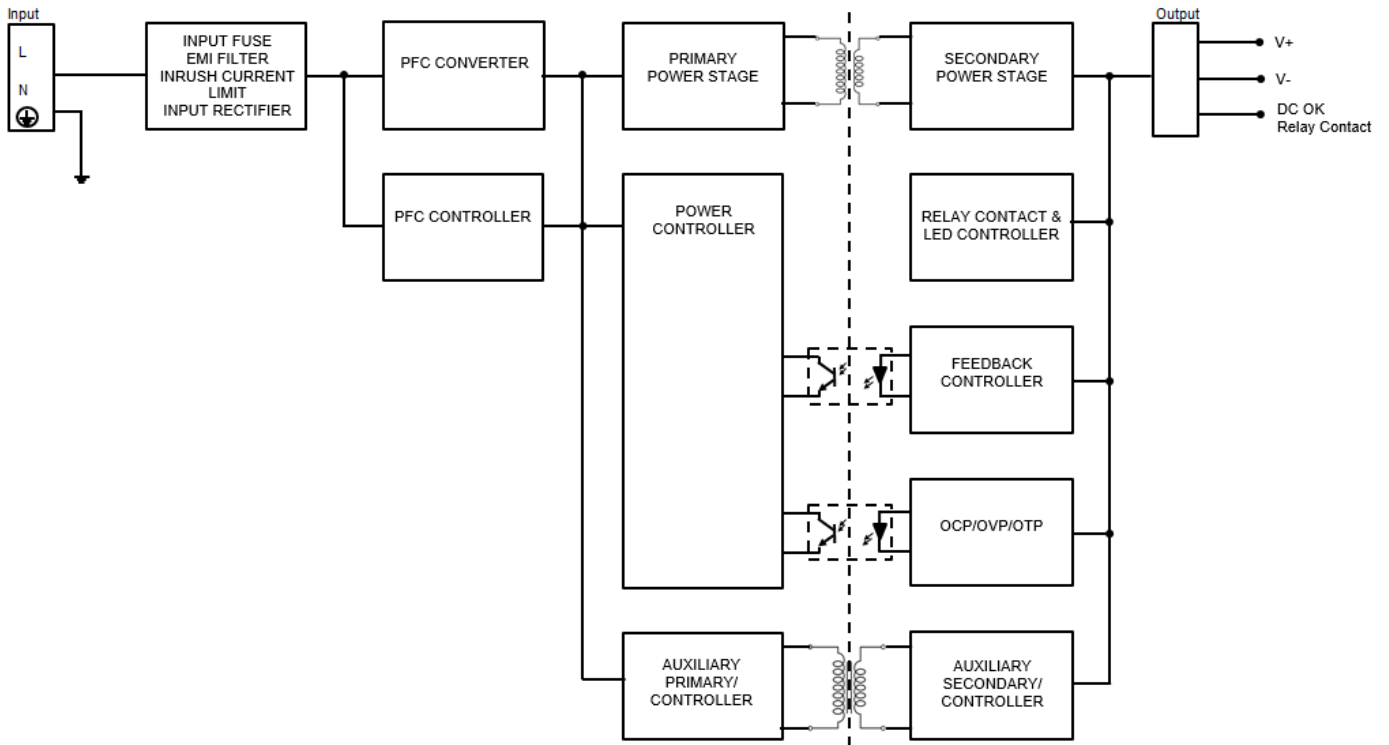 Input
L
N
INPUT FUSE
EMI FILTER
INRUSH CURRENT
LIMIT
INPUT RECTIFIER
PFC CONVERTER
PFC CONTROLLER
PRIMARY
POWER STAGE
POWER
CONTROLLER
AUXILIARY
PRIMARY/
CONTROLLER
SECONDARY
POWER STAGE
RELAY CONTACT &
LED CONTROLLER
FEEDBACK
CONTROLLER
OCP/OVP/OTP
AUXILIARY
SECONDARY/
CONTROLLER
Output
V+
V-
DC OK
Relay Contact